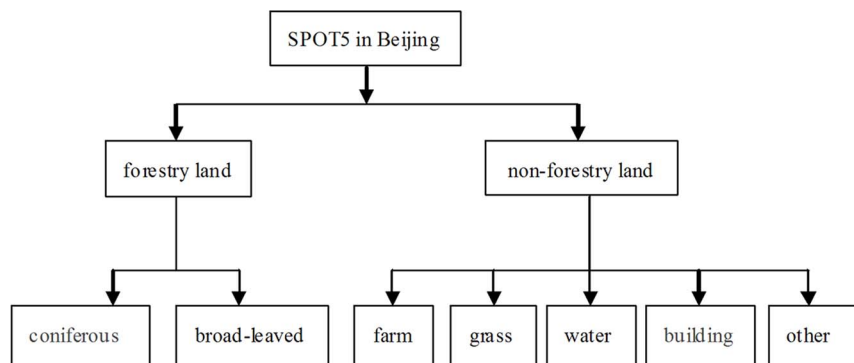 SPOT5 in Beijing
forestry land
non-forestry land
coniferous
broad-leaved
farm
grass
water
building
other